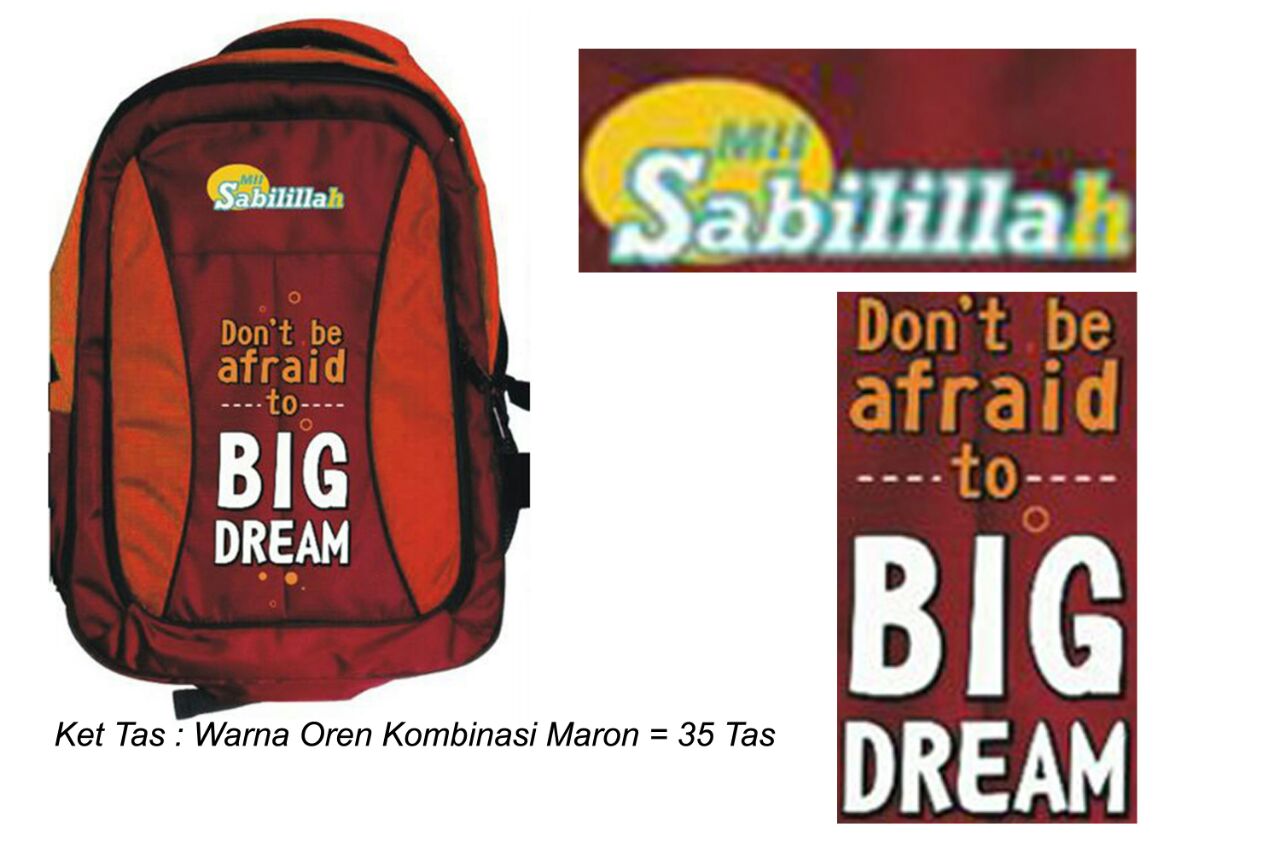 MII
Sabilillah
Don't be
afraid
to
BIG
DREAM
MII
Sabilillah
Don't be
afraid
to
BIG
DREAM
Ket Tas : Warna Oren Kombinasi Maron = 35 Tas